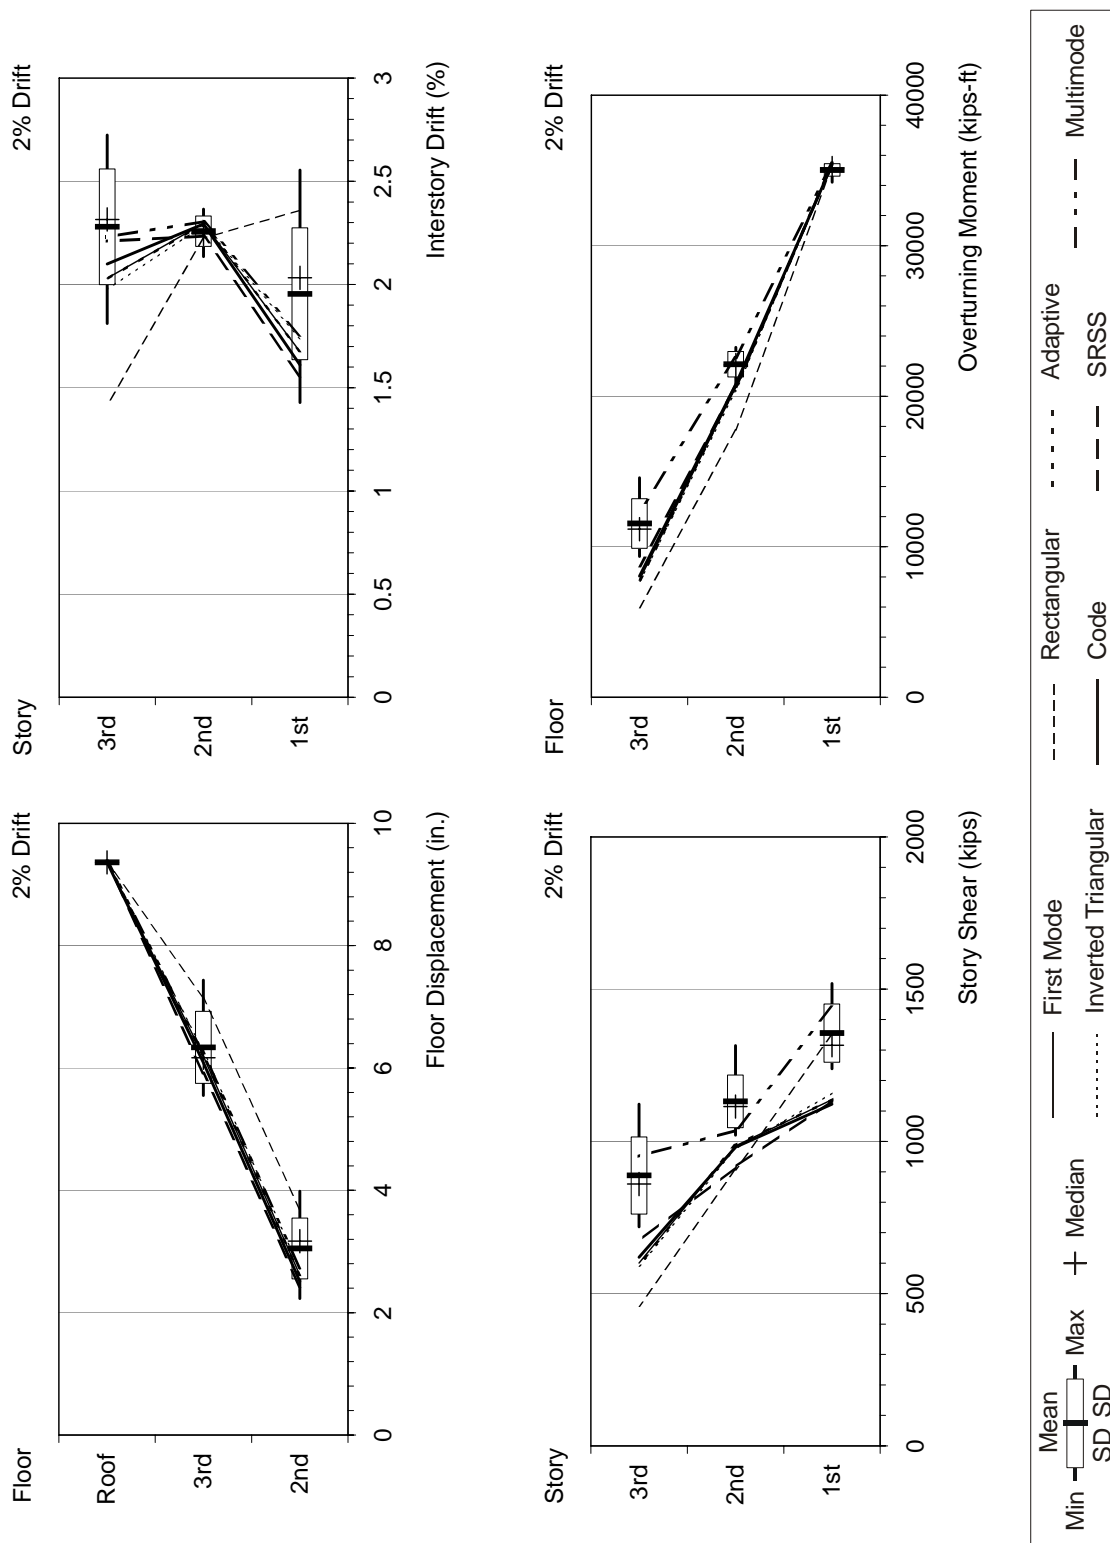 Floor
2% Drift
Roof
3rd
2nd
0
2
4
6
8
10
Floor Displacement (in.)
Story
2% Drift
3rd
2nd
1st
0
0.5
1
1.5
2
2.5
3
Interstory Drift (%)
Story
2% Drift
3rd
2nd
1st
0
500
1000
1500
2000
Story Shear (kips)
Floor
2% Drift
3rd
2nd
1st
0
10000
20000
30000
40000
Overturning Moment (kips-ft)
Mean
Min
Max
SD SD
Median
First Mode
Inverted Triangular
Rectangular
Code
Adaptive
SRSS
Multimode